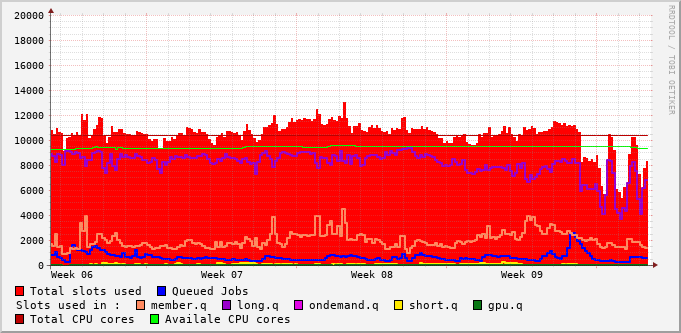 20000
18000
16000
14000
12000
10000
8000
6000
4000
2000
0
Week 06 Week 07 Week 08 Week 09
RRDTOOL / TOBI OETIKER
Total slots used Queued Jobs
Slots used in : member.q long.q ondemand.q short.q gpu.q
Total CPU cores Availale CPU cores